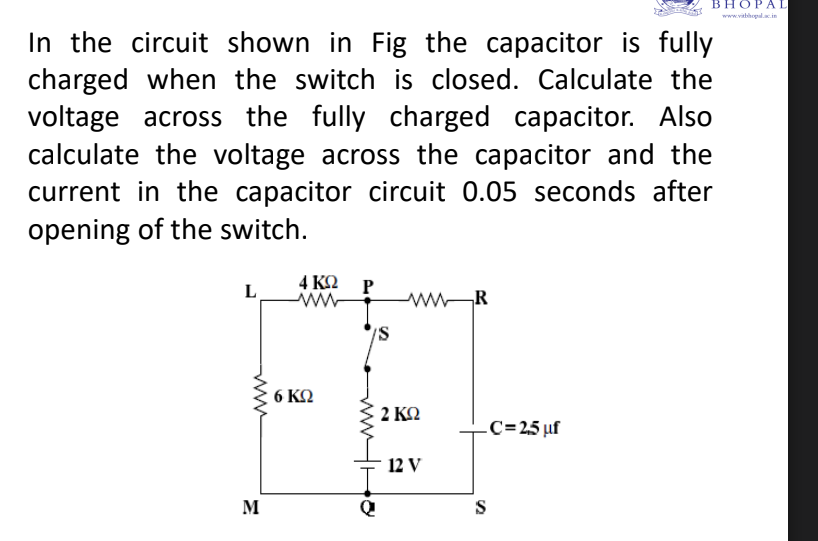 BHOPAL
www.vitbhopal.ac.in
In the circuit shown in Fig the capacitor is fully
charged when the switch is closed. Calculate the
voltage across the fully charged capacitor. Also
calculate the voltage across the capacitor and the
current in the capacitor circuit 0.05 seconds after
opening of the switch.
L 4 KΩ P R
S
6 KΩ
2 KΩ
C=2.5 μf
12 V
M Q S